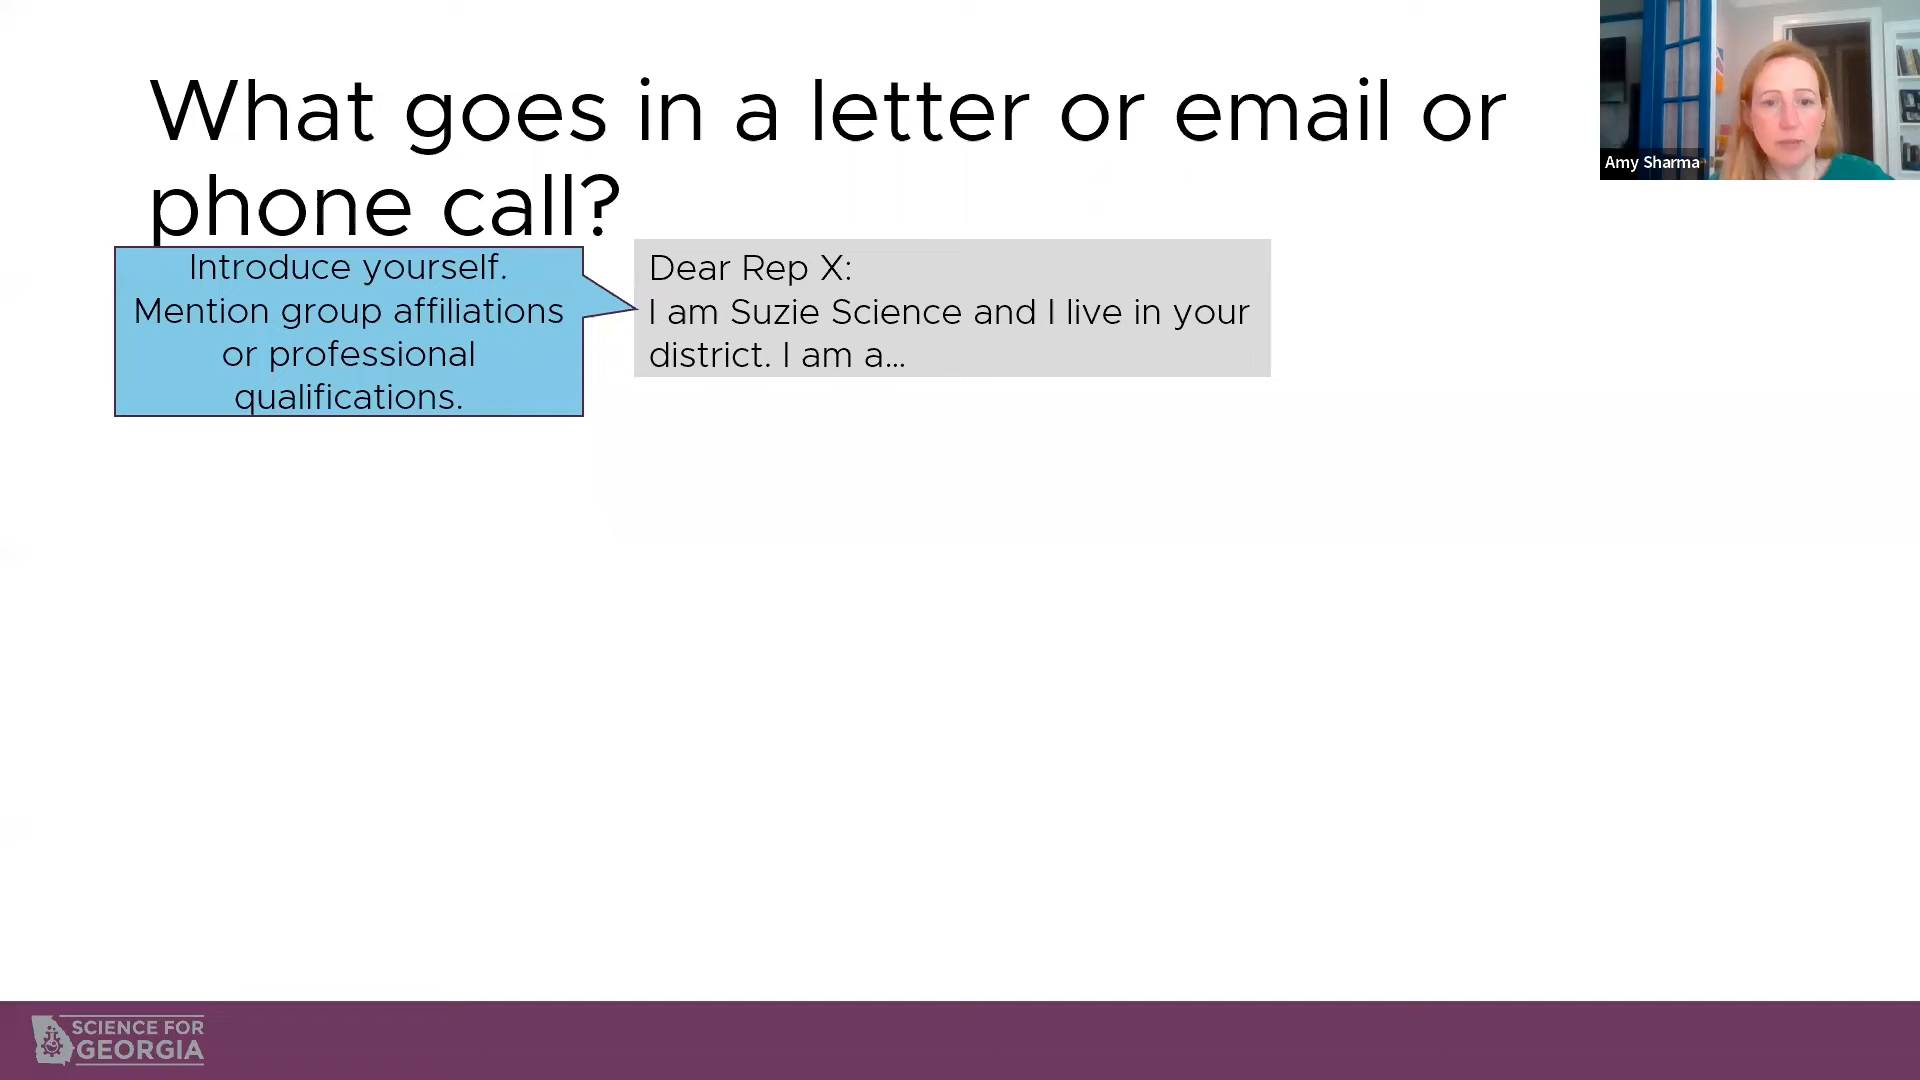 What goes in a letter or email or
phone call?
Amy Sharma
Introduce yourself.
Mention group affiliations
or professional
qualifications.
Dear Rep X:
I am Suzie Science and I live in your
district. I am a...
SCIENCE FOR
GEORGIA